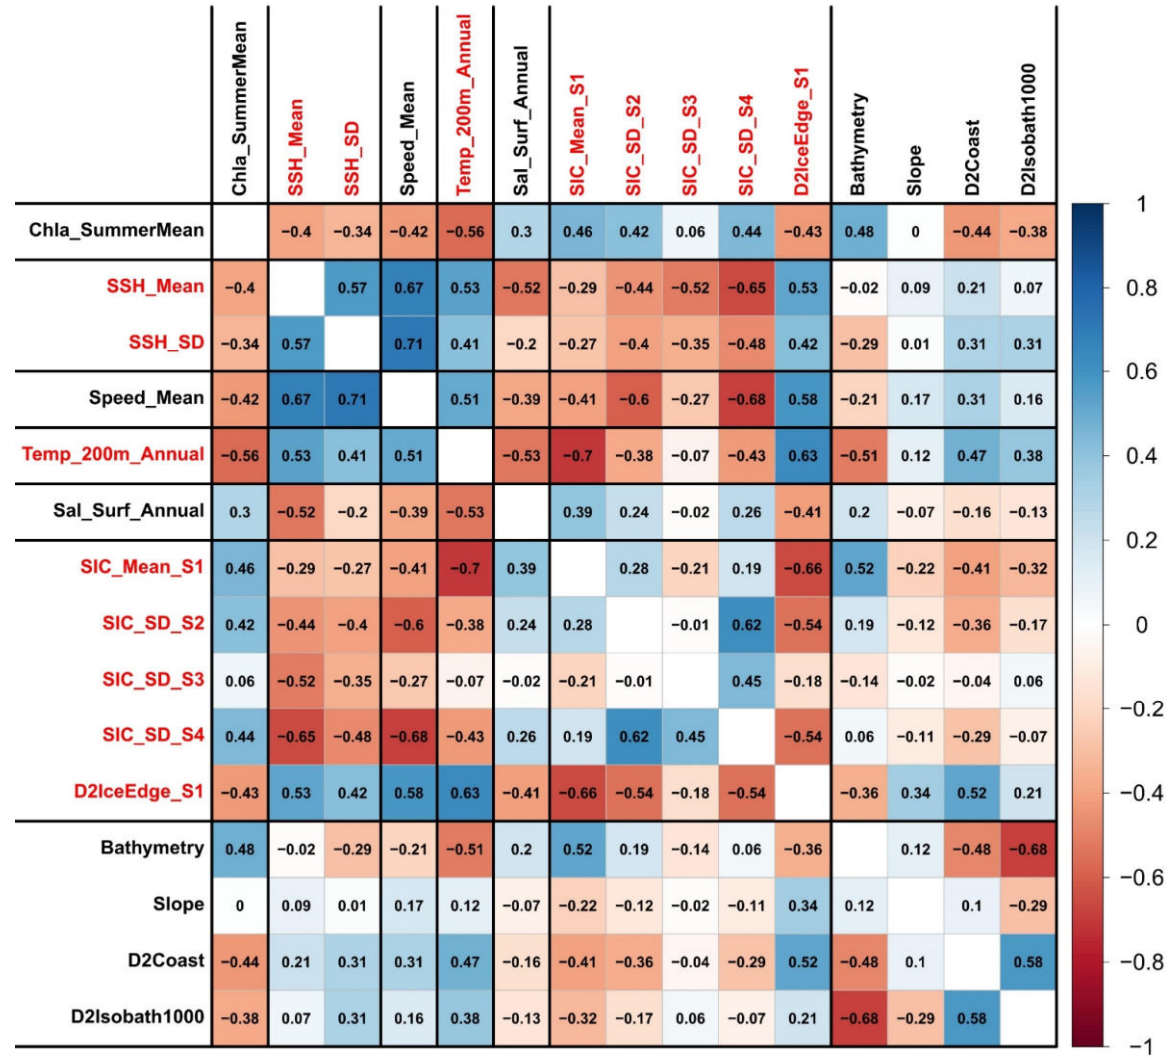 Chla_SummerMean SSH_Mean SSH_SD Speed_Mean Temp_200m_Annual Sal_Surf_Annual SIC_Mean_S1 SIC_SD_S2 SIC_SD_S3 SIC_SD_S4 D2IceEdge_S1 Bathymetry Slope D2Coast D2Isobath1000
Chla_SummerMean −0.4 −0.34 −0.42 −0.56 0.3 0.46 0.42 0.06 0.44 −0.43 0.48 0 −0.44 −0.38
SSH_Mean −0.4 0.57 0.67 0.53 −0.52 −0.29 −0.44 −0.52 −0.65 0.53 −0.02 0.09 0.21 0.07
SSH_SD −0.34 0.57 0.71 0.41 −0.2 −0.27 −0.4 −0.35 −0.48 0.42 −0.29 0.01 0.31 0.31
Speed_Mean −0.42 0.67 0.71 0.51 −0.39 −0.41 −0.6 −0.27 −0.68 0.58 −0.21 0.17 0.31 0.16
Temp_200m_Annual −0.56 0.53 0.41 0.51 −0.53 −0.7 −0.38 −0.07 −0.43 0.63 −0.51 0.12 0.47 0.38
Sal_Surf_Annual 0.3 −0.52 −0.2 −0.39 −0.53 0.39 0.24 −0.02 0.26 −0.41 0.2 −0.07 −0.16 −0.13
SIC_Mean_S1 0.46 −0.29 −0.27 −0.41 −0.7 0.39 0.28 −0.21 0.19 −0.66 0.52 −0.22 −0.41 −0.32
SIC_SD_S2 0.42 −0.44 −0.4 −0.6 −0.38 0.24 0.28 −0.01 0.62 −0.54 0.19 −0.12 −0.36 −0.17
SIC_SD_S3 0.06 −0.52 −0.35 −0.27 −0.07 −0.02 −0.21 −0.01 0.45 −0.18 −0.14 −0.02 −0.04 0.06
SIC_SD_S4 0.44 −0.65 −0.48 −0.68 −0.43 0.26 0.19 0.62 0.45 −0.54 0.06 −0.11 −0.29 −0.07
D2IceEdge_S1 −0.43 0.53 0.42 0.58 0.63 −0.41 −0.66 −0.54 −0.18 −0.54 −0.36 0.34 0.52 0.21
Bathymetry 0.48 −0.02 −0.29 −0.21 −0.51 0.2 0.52 0.19 −0.14 0.06 −0.36 0.12 −0.48 −0.68
Slope 0 0.09 0.01 0.17 0.12 −0.07 −0.22 −0.12 −0.02 −0.11 0.34 0.12 0.1 −0.29
D2Coast −0.44 0.21 0.31 0.31 0.47 −0.16 −0.41 −0.36 −0.04 −0.29 0.52 −0.48 0.1 0.58
D2Isobath1000 −0.38 0.07 0.31 0.16 0.38 −0.13 −0.32 −0.17 0.06 −0.07 0.21 −0.68 −0.29 0.58
1
0.8
0.6
0.4
0.2
0
−0.2
−0.4
−0.6
−0.8
−1